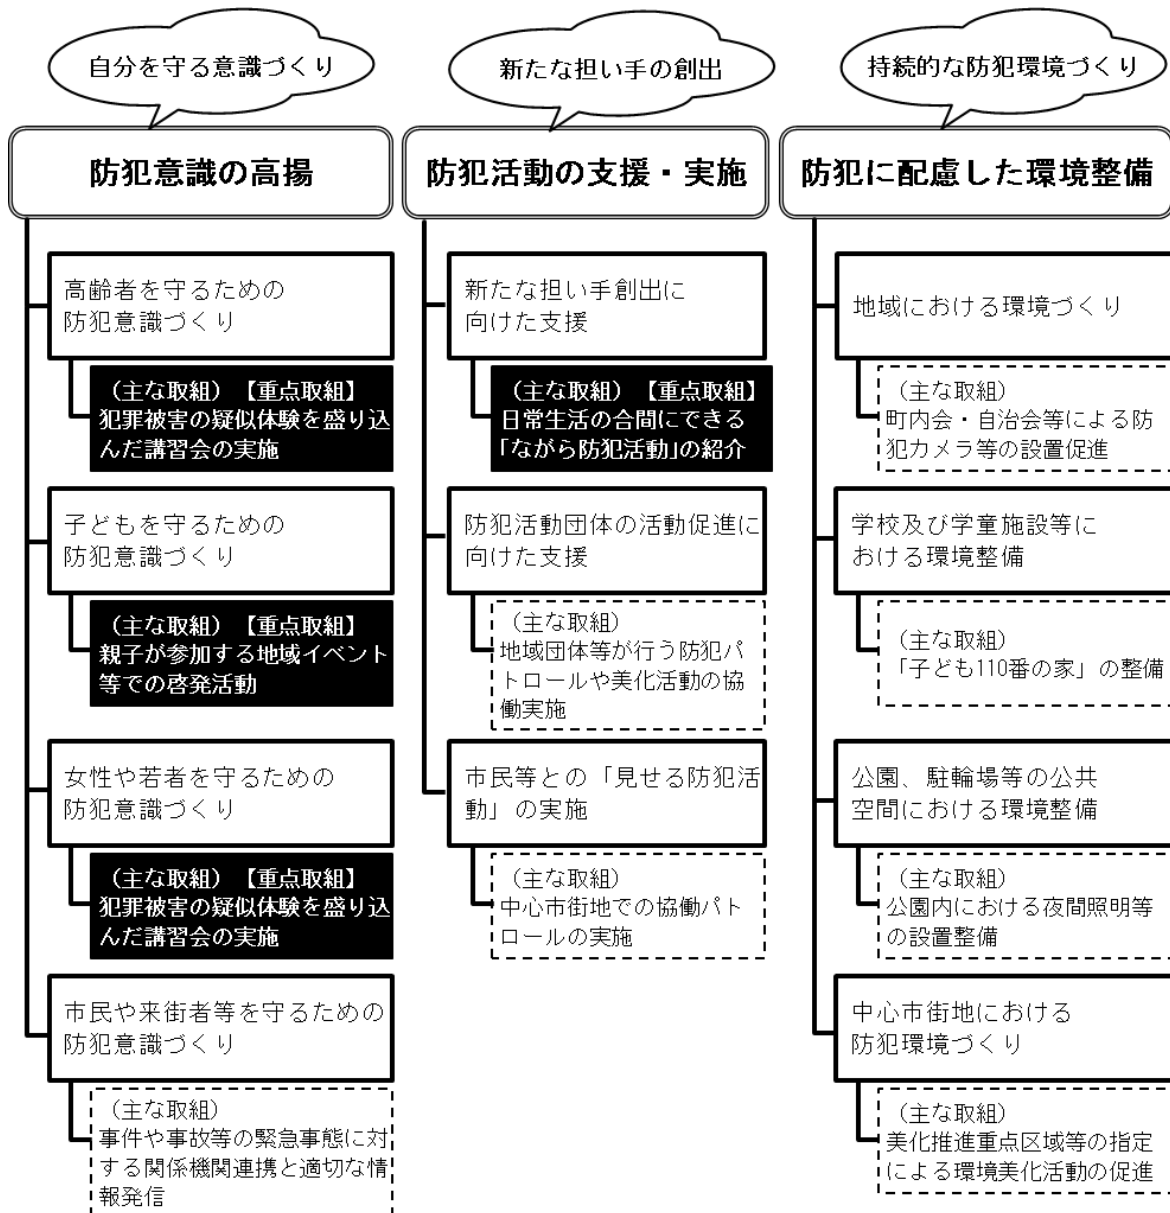 自分を守る意識づくり
防犯意識の高揚
高齢者を守るための
防犯意識づくり
（主な取組）【重点取組】
犯罪被害の疑似体験を盛り込
んだ講習会の実施
子どもを守るための
防犯意識づくり
（主な取組）【重点取組】
親子が参加する地域イベント
等での啓発活動
女性や若者を守るための
防犯意識づくり
（主な取組）【重点取組】
犯罪被害の疑似体験を盛り込
んだ講習会の実施
市民や来街者等を守るための
防犯意識づくり
（主な取組）
事件や事故等の緊急事態に対
する関係機関連携と適切な情
報発信
新たな担い手の創出
防犯活動の支援・実施
新たな担い手創出に
向けた支援
（主な取組）【重点取組】
日常生活の合間にできる
「ながら防犯活動」の紹介
防犯活動団体の活動促進に
向けた支援
（主な取組）
地域団体等が行う防犯パ
トロールや美化活動の協
働実施
市民等との「見せる防犯活
動」の実施
（主な取組）
中心市街地での協働パト
ロールの実施
持続的な防犯環境づくり
防犯に配慮した環境整備
地域における環境づくり
（主な取組）
町内会・自治会等による防
犯カメラ等の設置促進
学校及び学童施設等に
おける環境整備
（主な取組）
「子ども110番の家」の整備
公園、駐輪場等の公共
空間における環境整備
（主な取組）
公園内における夜間照明等
の設置整備
中心市街地における
防犯環境づくり
（主な取組）
美化推進重点区域等の指定
による環境美化活動の促進